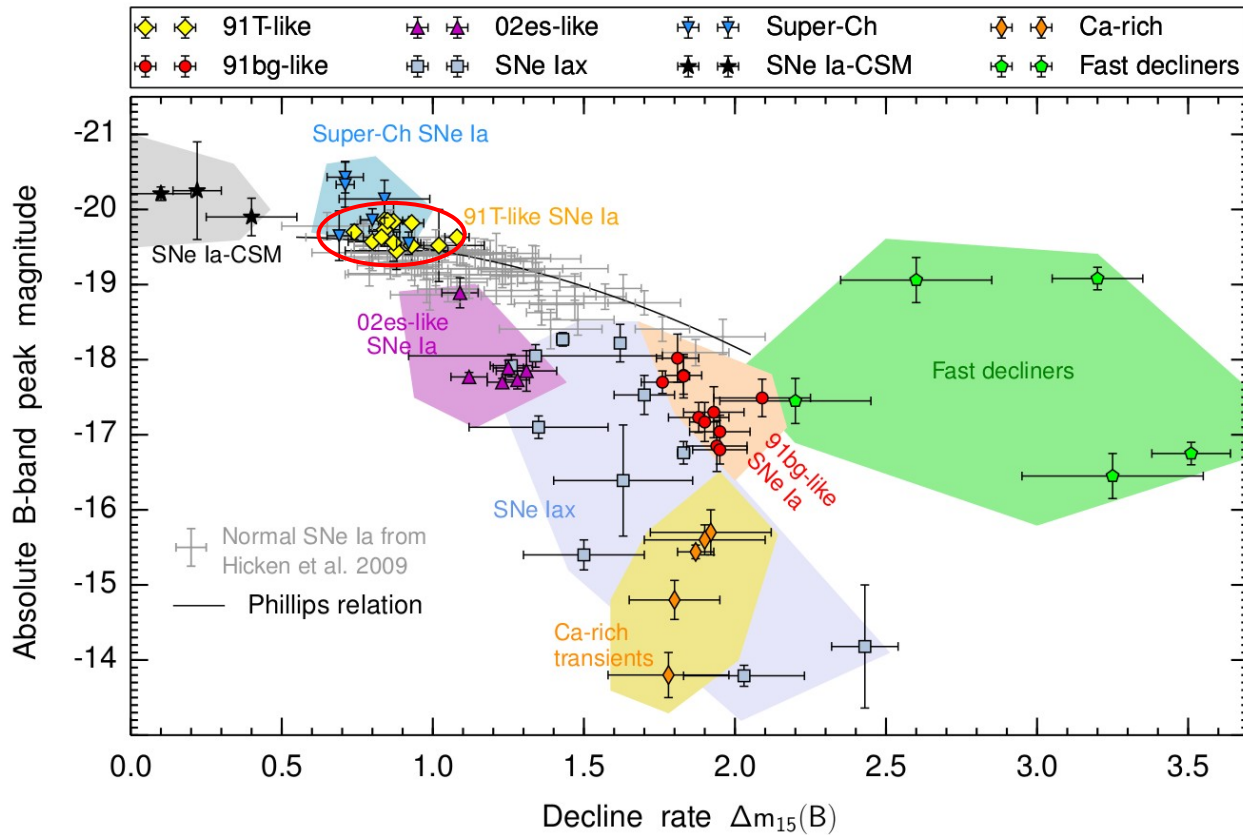 91T-like 02es-like Super-Ch Ca-rich
91bg-like SNe Iax SNe Ia-CSM Fast decliners
Absolute B-band peak magnitude
-21
-20
-19
-18
-17
-16
-15
-14
Super-Ch SNe Ia
91T-like SNe Ia
SNe Ia-CSM
02es-like
SNe Ia
Fast decliners
91bg-like
SNe Ia
SNe Iax
Normal SNe Ia from
Hicken et al. 2009
Phillips relation
Ca-rich
transients
0.0 0.5 1.0 1.5 2.0 2.5 3.0 3.5
Decline rate Δm₁₅(B)